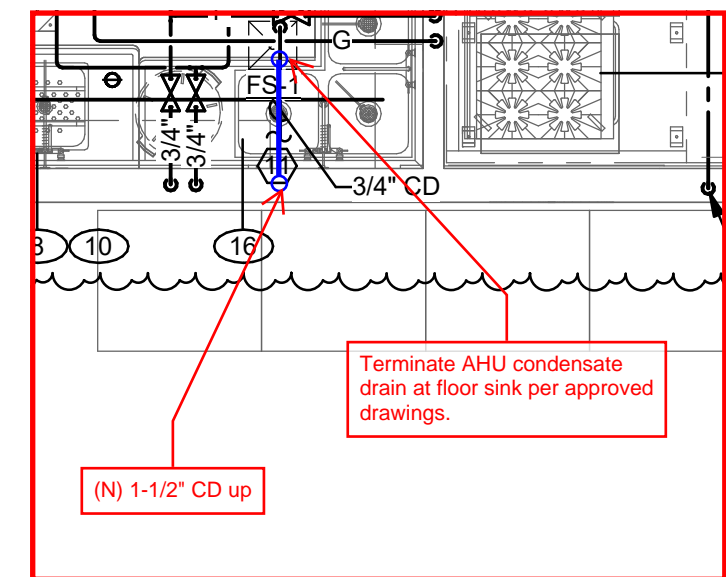 G
FS-1
3/4"
3/4"
11
3/4" CD
10
16
Terminate AHU condensate
drain at floor sink per approved
drawings.
(N) 1-1/2" CD up